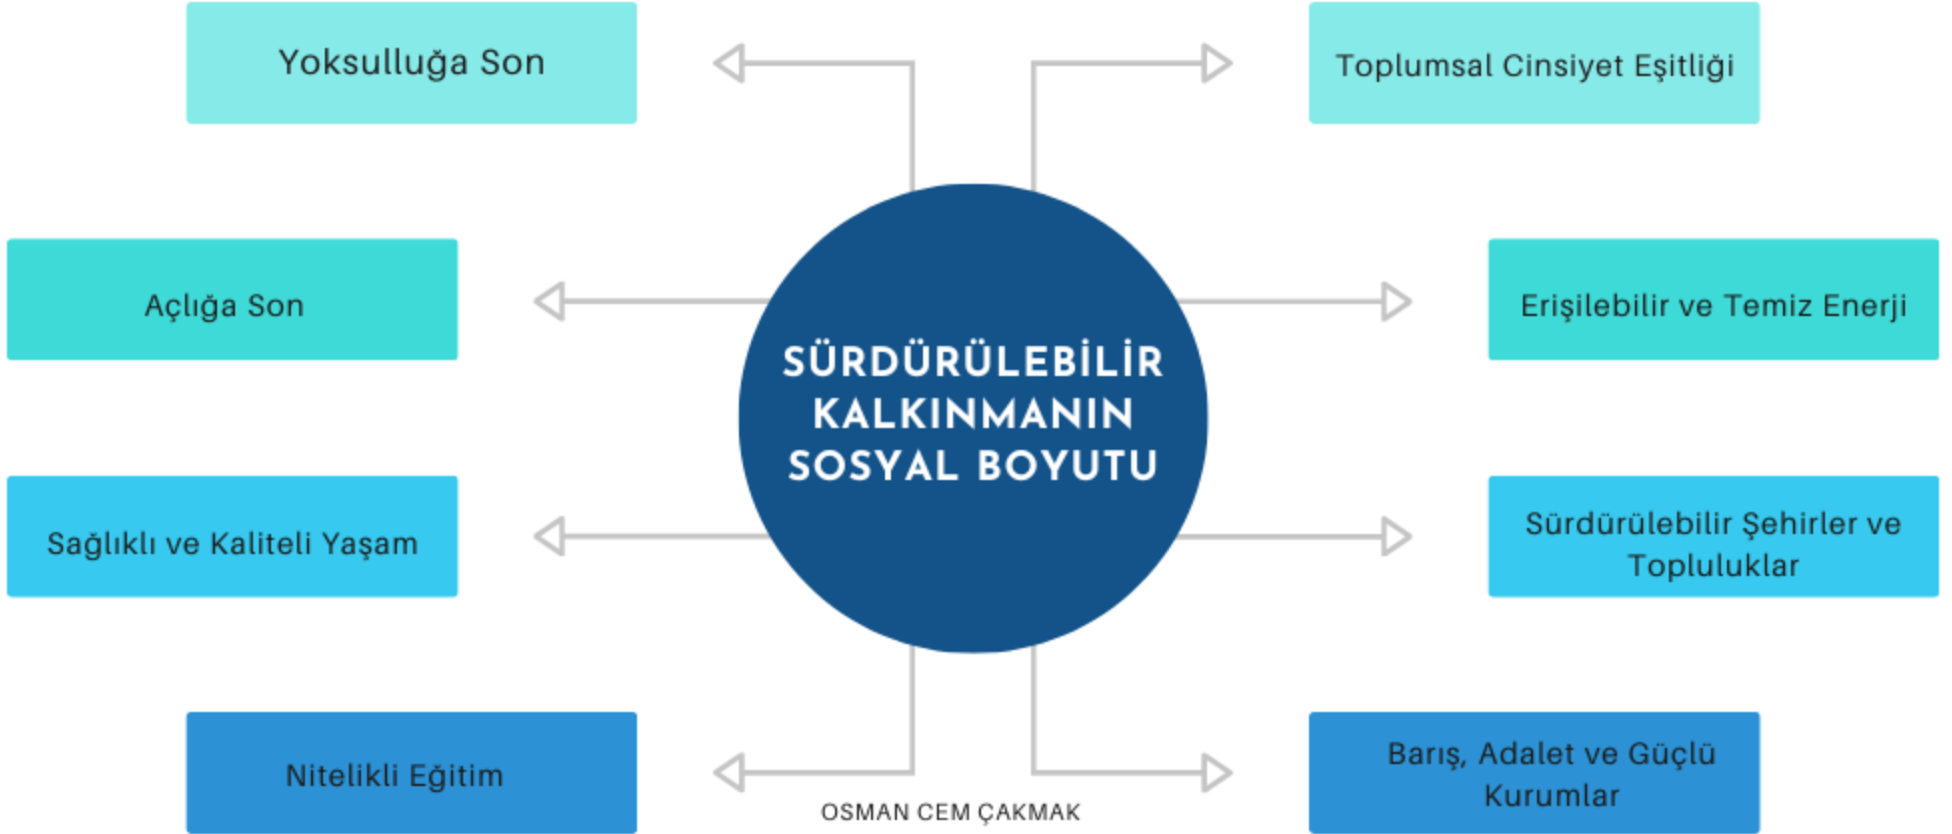 Yoksulluğa Son
Toplumsal Cinsiyet Eşitliği
Açlığa Son
Erişilebilir ve Temiz Enerji
SÜRDÜRÜLEBİLİR
KALKINMANIN
SOSYAL BOYUTU
Sağlıklı ve Kaliteli Yaşam
Sürdürülebilir Şehirler ve
Topluluklar
Nitelikli Eğitim
Barış, Adalet ve Güçlü
Kurumlar
OSMAN CEM ÇAKMAK